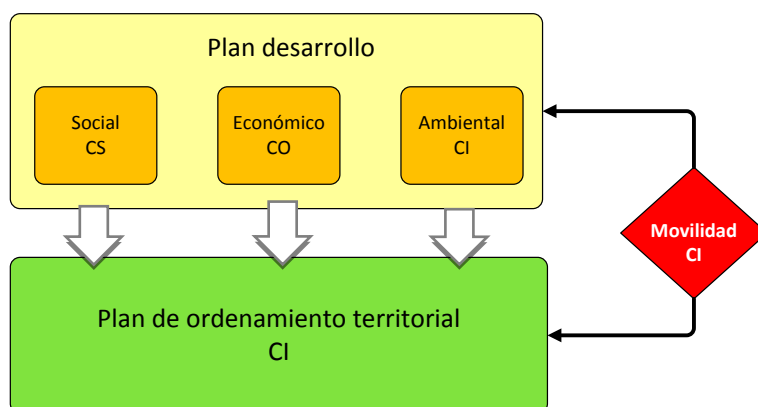 Plan desarrollo
Social
CS
Económico
CO
Ambiental
CI
Movilidad
CI
Plan de ordenamiento territorial
CI